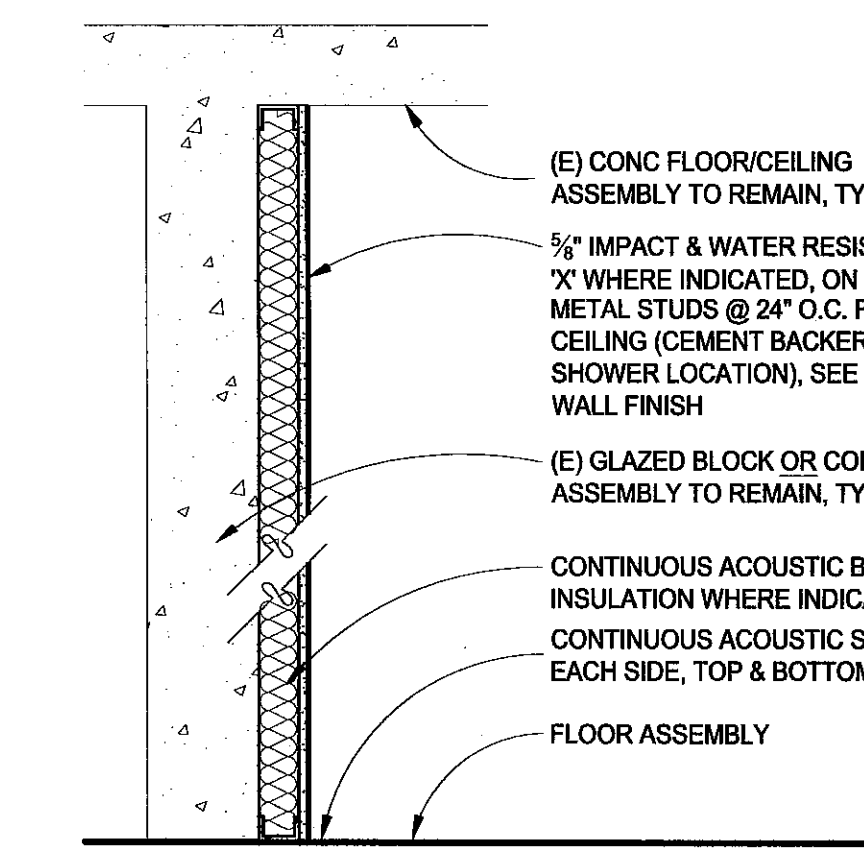 (E) CONC FLOOR/CEILING
ASSEMBLY TO REMAIN, TY
⅝" IMPACT & WATER RESIS
'X' WHERE INDICATED, ON
METAL STUDS @ 24" O.C. F
CEILING (CEMENT BACKER
SHOWER LOCATION), SEE
WALL FINISH
(E) GLAZED BLOCK OR CO
ASSEMBLY TO REMAIN, TY
CONTINUOUS ACOUSTIC B
INSULATION WHERE INDICA
CONTINUOUS ACOUSTIC S
EACH SIDE, TOP & BOTTOM
FLOOR ASSEMBLY